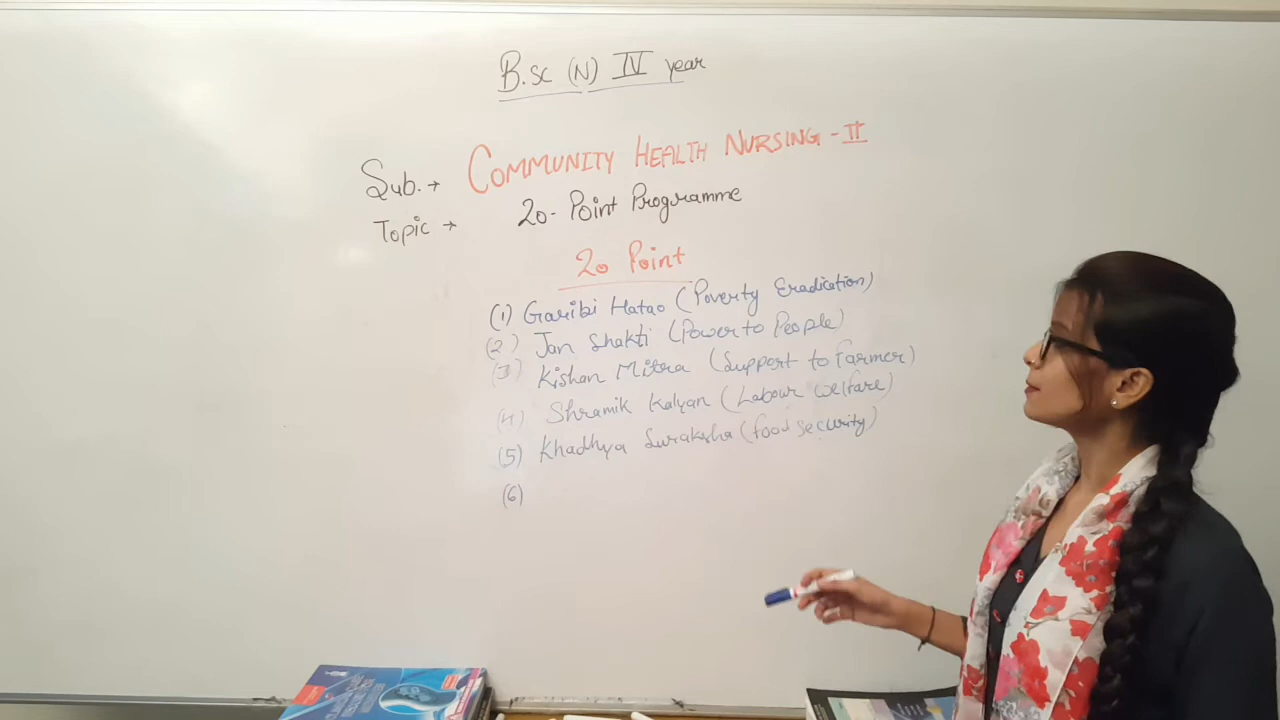 B.sc (N) IV year
Sub. → COMMUNITY HEALTH NURSING - II
Topic → 20- Point Programme
20 Point
(1) Garibi Hatao (Poverty Eradication)
(2) Jan Shakti (Power to People)
(3) Kishan Mitra (Support to Farmer)
(4) Shramik Kalyan (Labour welfare)
(5) Khadhya Suraksha (food security)
(6)